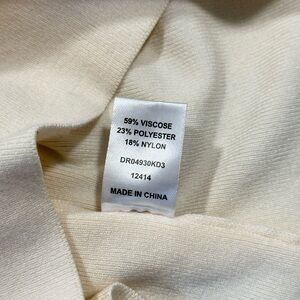 59% VISCOSE
23% POLYESTER
18% NYLON
DR04930KD3
12414
MADE IN CHINA